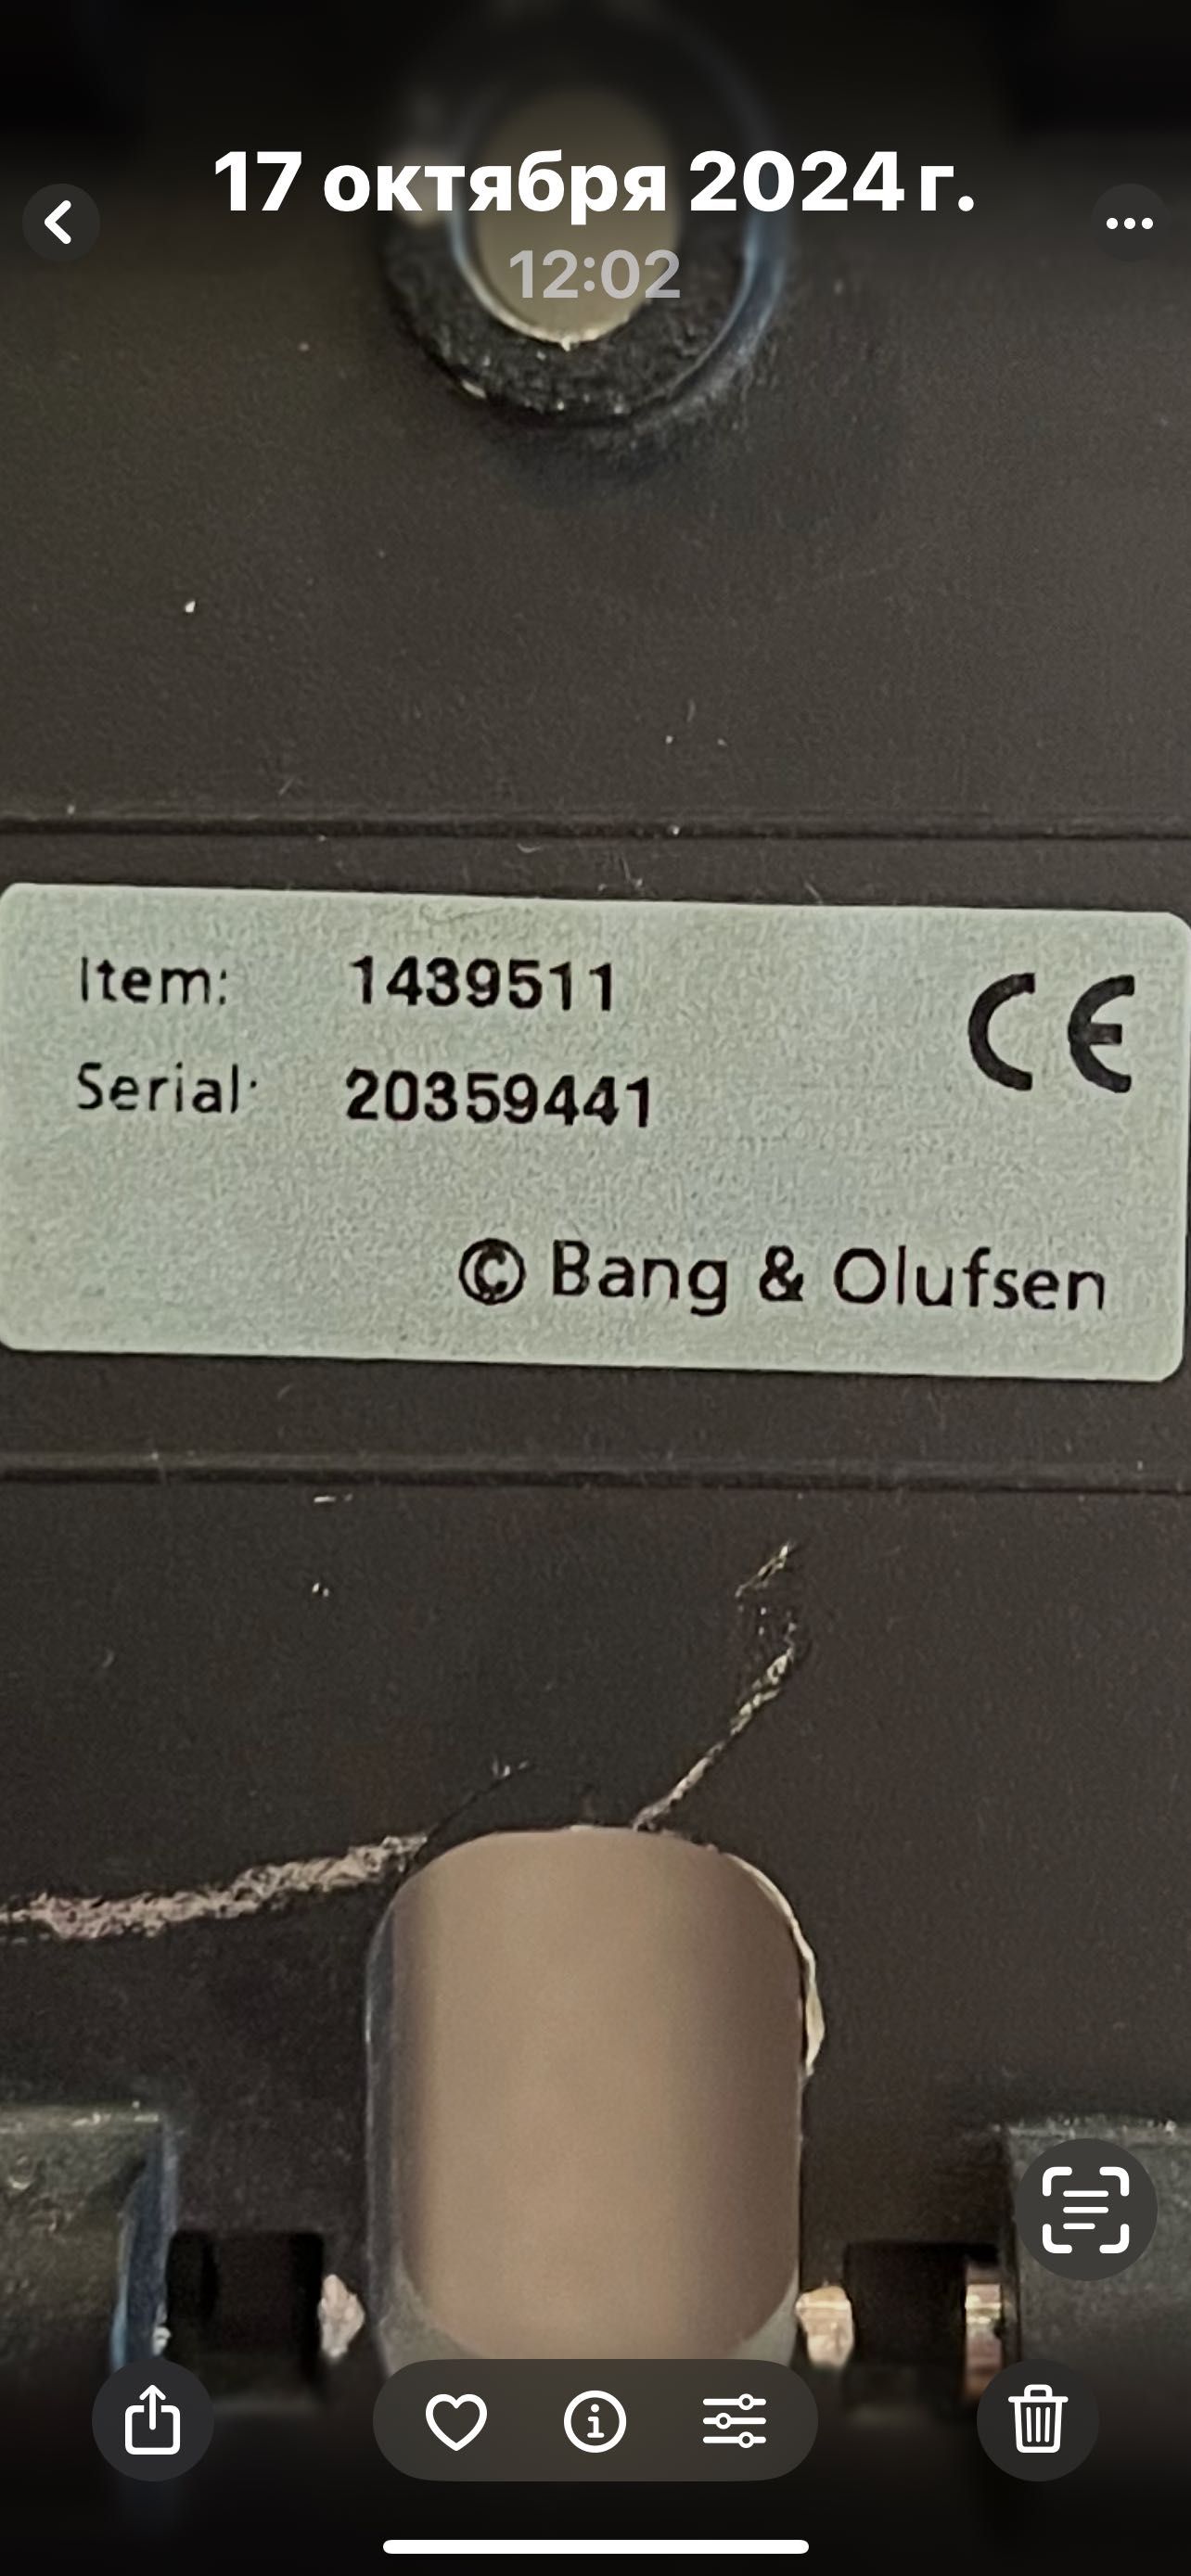 17 октября 2024 г.
12:02
Item: 1439511
Serial: 20359441
CE
© Bang & Olufsen